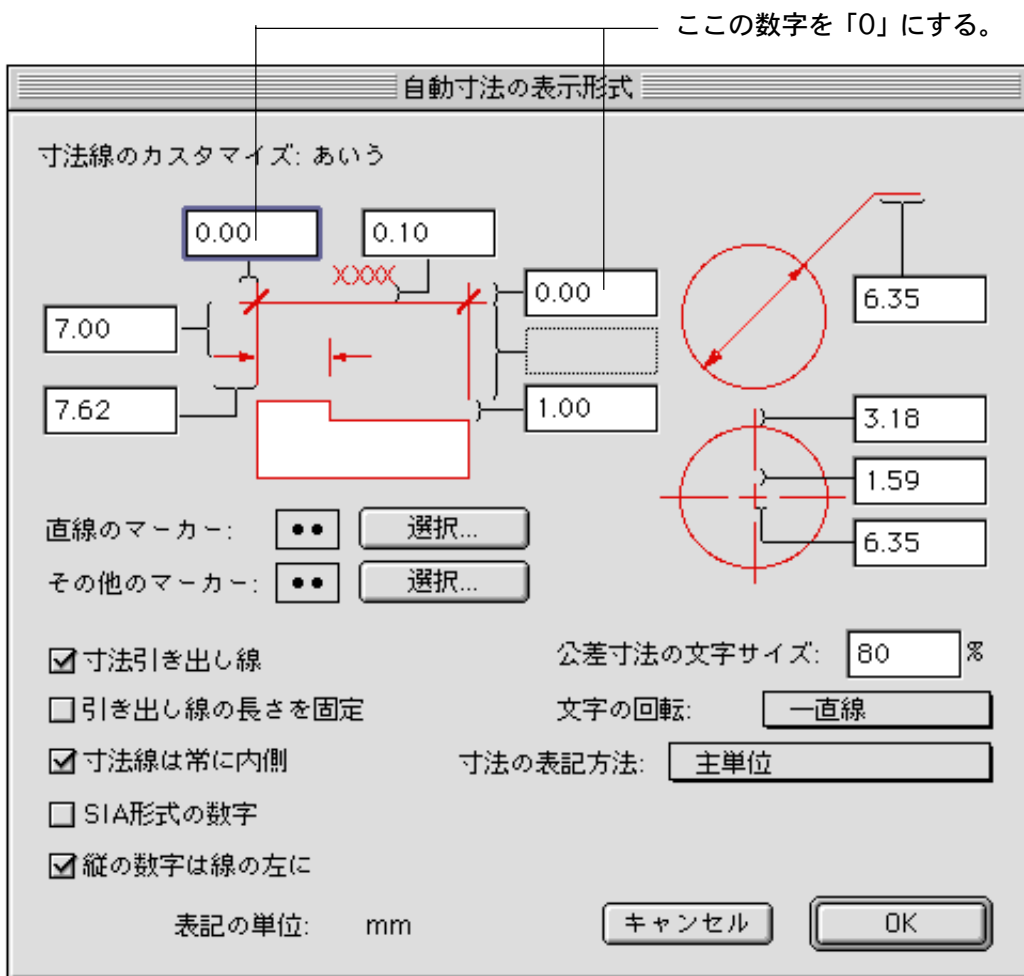 ここの数字を「0」にする。
自動寸法の表示形式
寸法線のカスタマイズ: あいう
0.00
0.10
XXXX
0.00
6.35
7.00
7.62
1.00
3.18
1.59
6.35
直線のマーカー:
選択...
その他のマーカー:
選択...
寸法引き出し線
公差寸法の文字サイズ: 80 %
引き出し線の長さを固定
文字の回転: 一直線
寸法線は常に内側
寸法の表記方法: 主単位
SIA形式の数字
縦の数字は線の左に
表記の単位: mm
キャンセル
OK